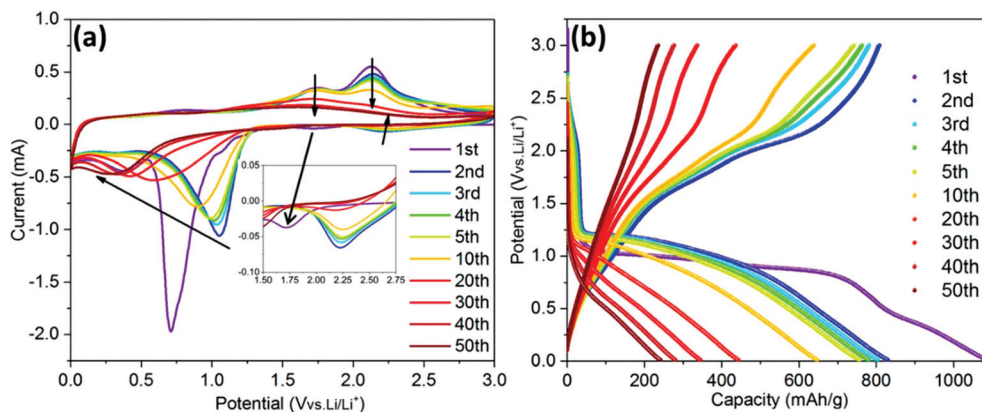 (a)
1.0
0.5
0.0
-0.5
-1.0
-1.5
-2.0
Current (mA)
0.0 0.5 1.0 1.5 2.0 2.5 3.0
Potential (Vvs.Li/Li+)
0.05
0.00
-0.05
-0.10
1.50 1.75 2.00 2.25 2.50 2.75
1st
2nd
3rd
4th
5th
10th
20th
30th
40th
50th
(b)
3.0
2.5
2.0
1.5
1.0
0.5
0.0
Potential (Vvs.Li/Li+)
0 200 400 600 800 1000
Capacity (mAh/g)
1st
2nd
3rd
4th
5th
10th
20th
30th
40th
50th